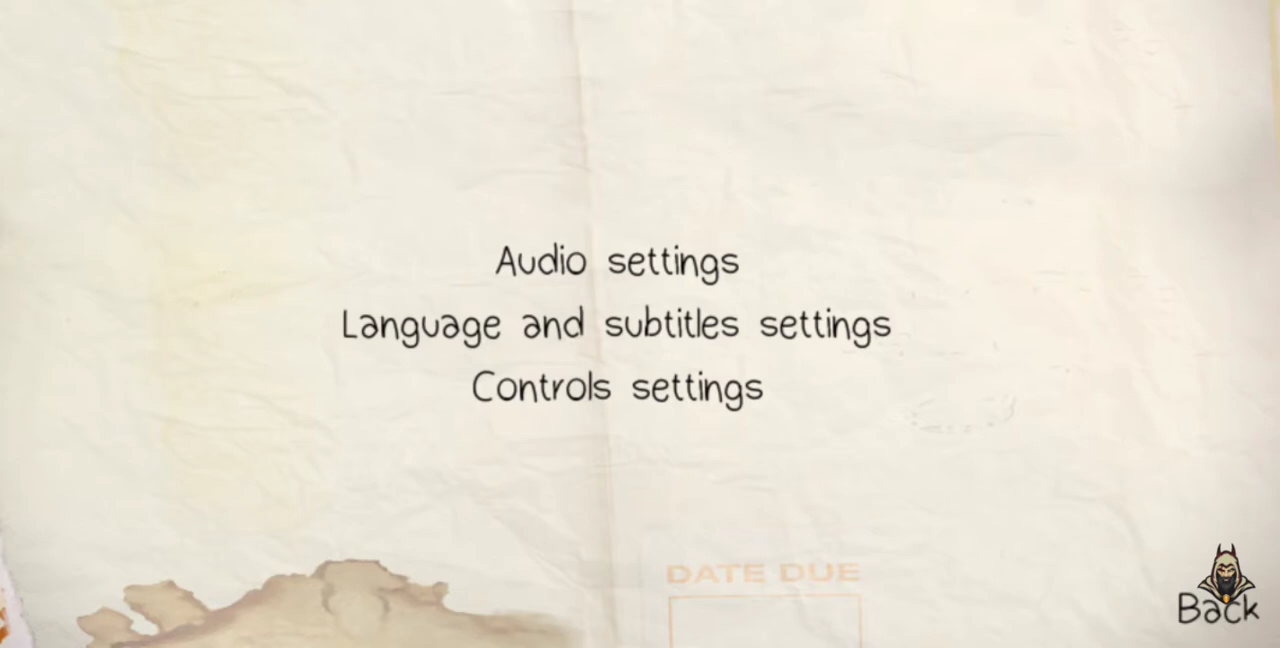 Audio settings
Language and subtitles settings
Controls settings
DATE DUE
Back